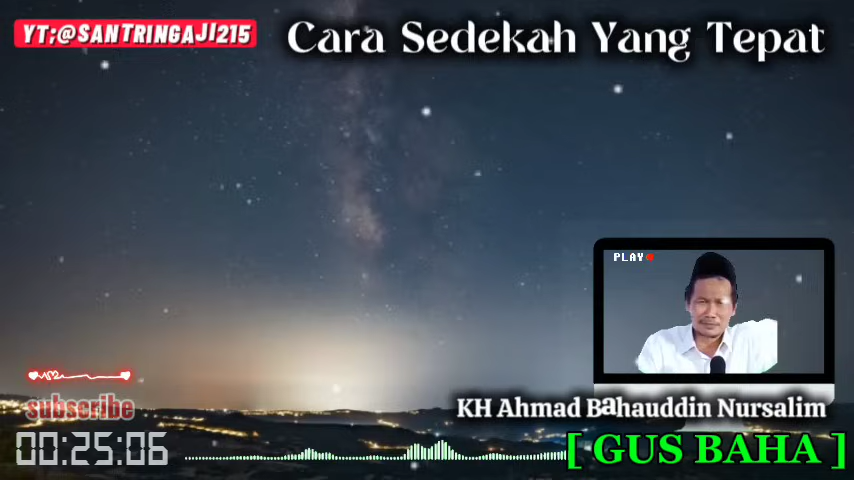 YT;@SANTRINGAJI215
Cara Sedekah Yang Tepat
PLAY
KH Ahmad Bahauddin Nursalim
subscribe
00:25:06
[ GUS BAHA ]